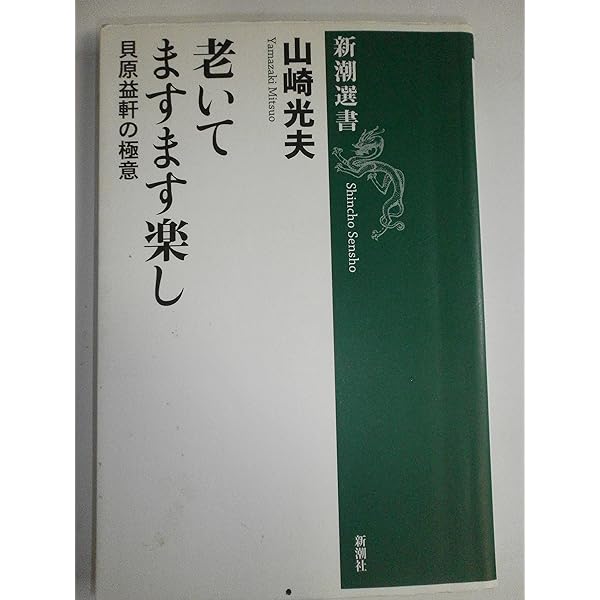 新潮選書
Shincho Sensho
山崎光夫
Yamazaki Mitsuo
老いて
ますます楽し
貝原益軒の極意
新潮社